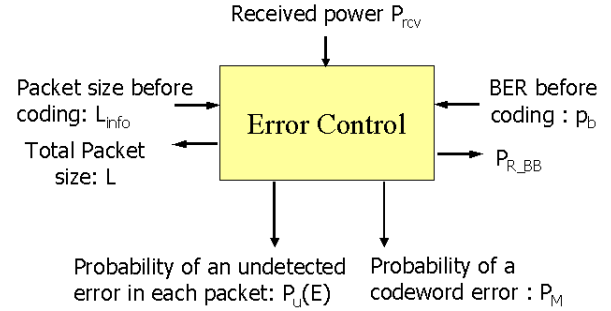 Received power P_rcv
Packet size before
coding: L_info
BER before
coding : p_b
Error Control
Total Packet
size: L
P_R_BB
Probability of an undetected
error in each packet: P_u(E)
Probability of a
codeword error : P_M